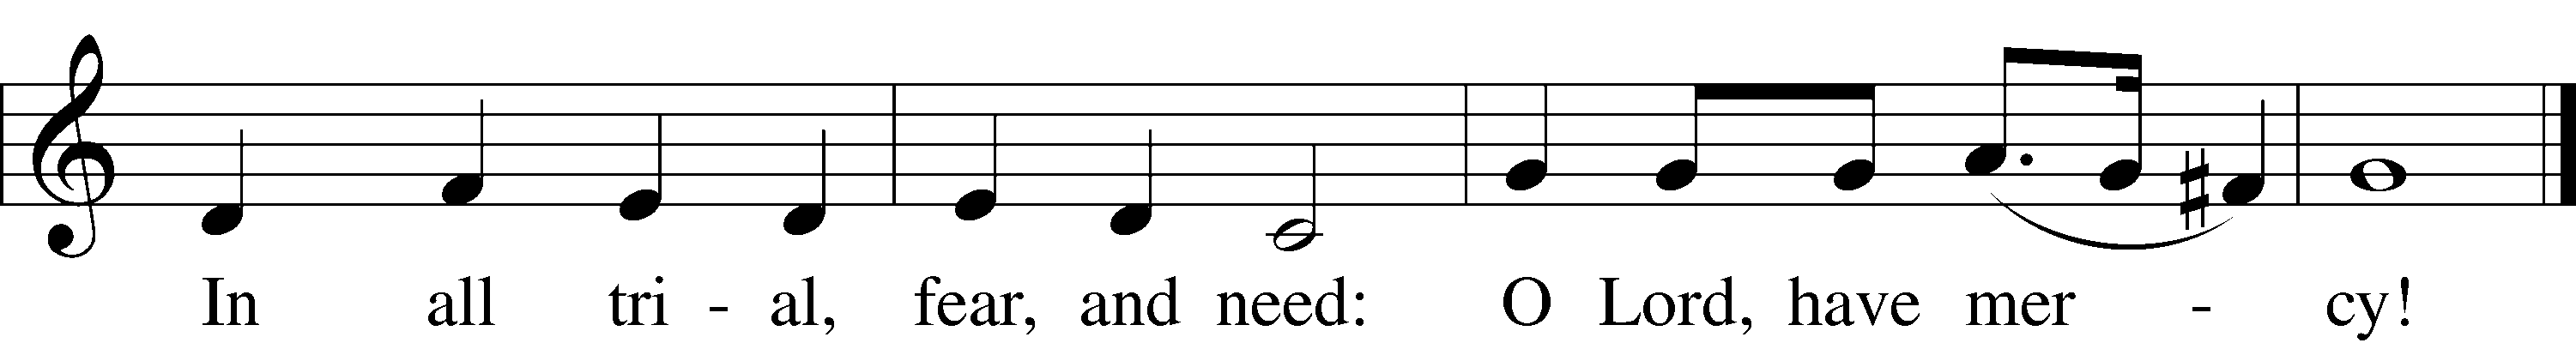 In all tri - al, fear, and need: O Lord, have mer - cy!